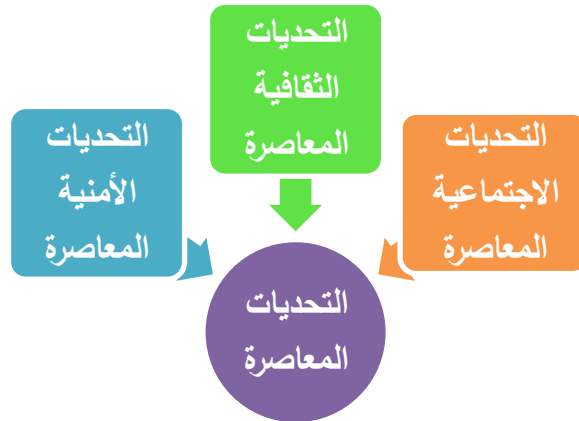 التحديات
الثقافية
المعاصرة
التحديات
الاجتماعية
المعاصرة
التحديات
الأمنية
المعاصرة
التحديات
المعاصرة